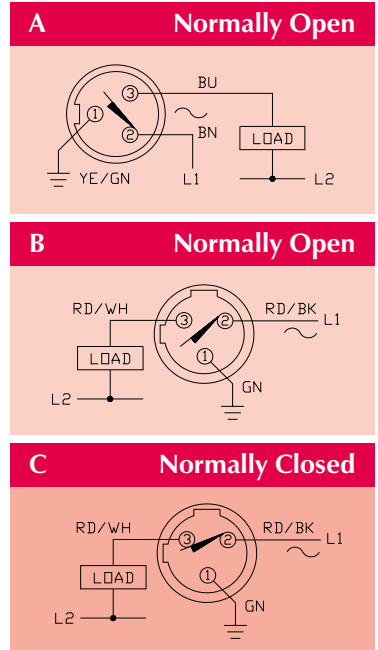 A Normally Open
BU
3
1
2
BN
LOAD
YE/GN
L1
L2
B Normally Open
RD/WH
RD/BK
3
2
L1
LOAD
1
GN
L2
C Normally Closed
RD/WH
RD/BK
3
2
L1
LOAD
1
GN
L2